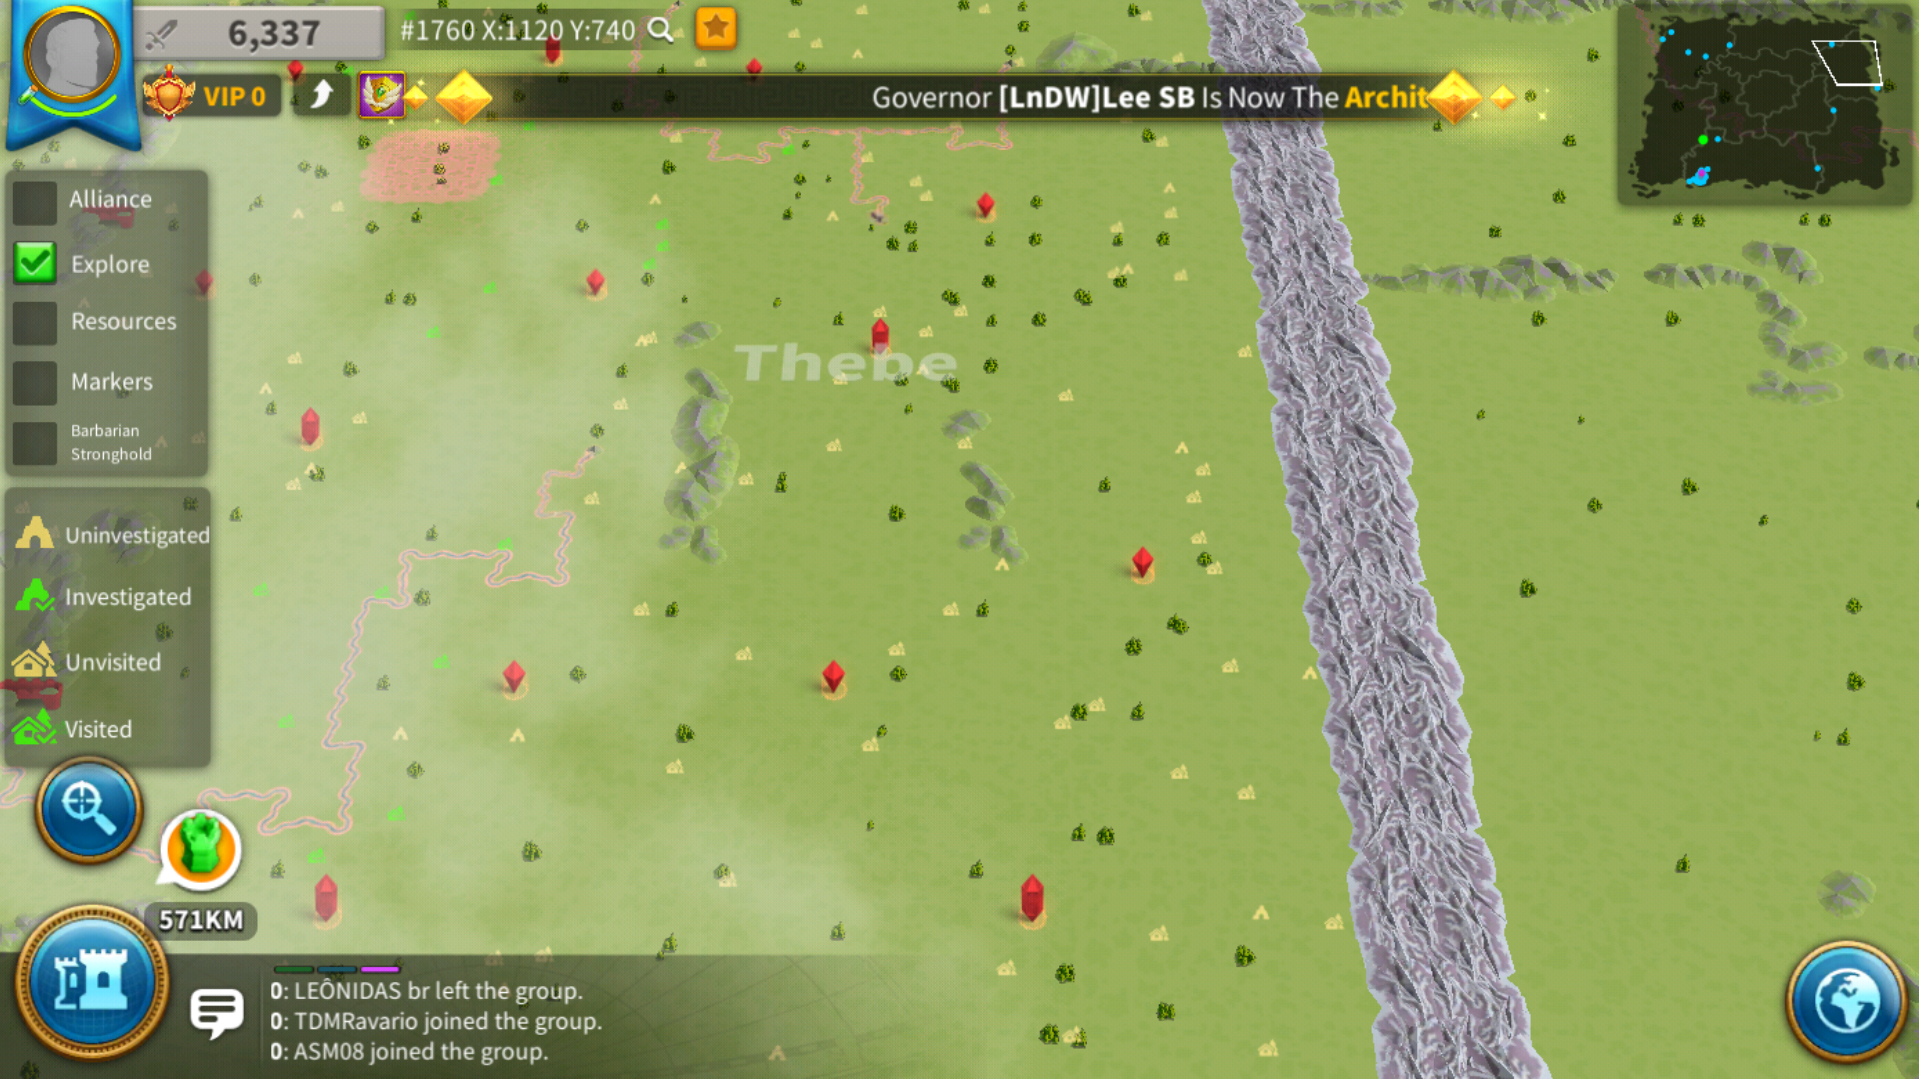 6,337
#1760 X:1120 Y:740
VIP 0
Governor [LnDW]Lee SB Is Now The Archit
Alliance
Explore
Resources
Markers
Barbarian
Stronghold
Thebe
Uninvestigated
Investigated
Unvisited
Visited
571KM
0: LEÔNIDAS br left the group.
0: TDMRavario joined the group.
0: ASM08 joined the group.